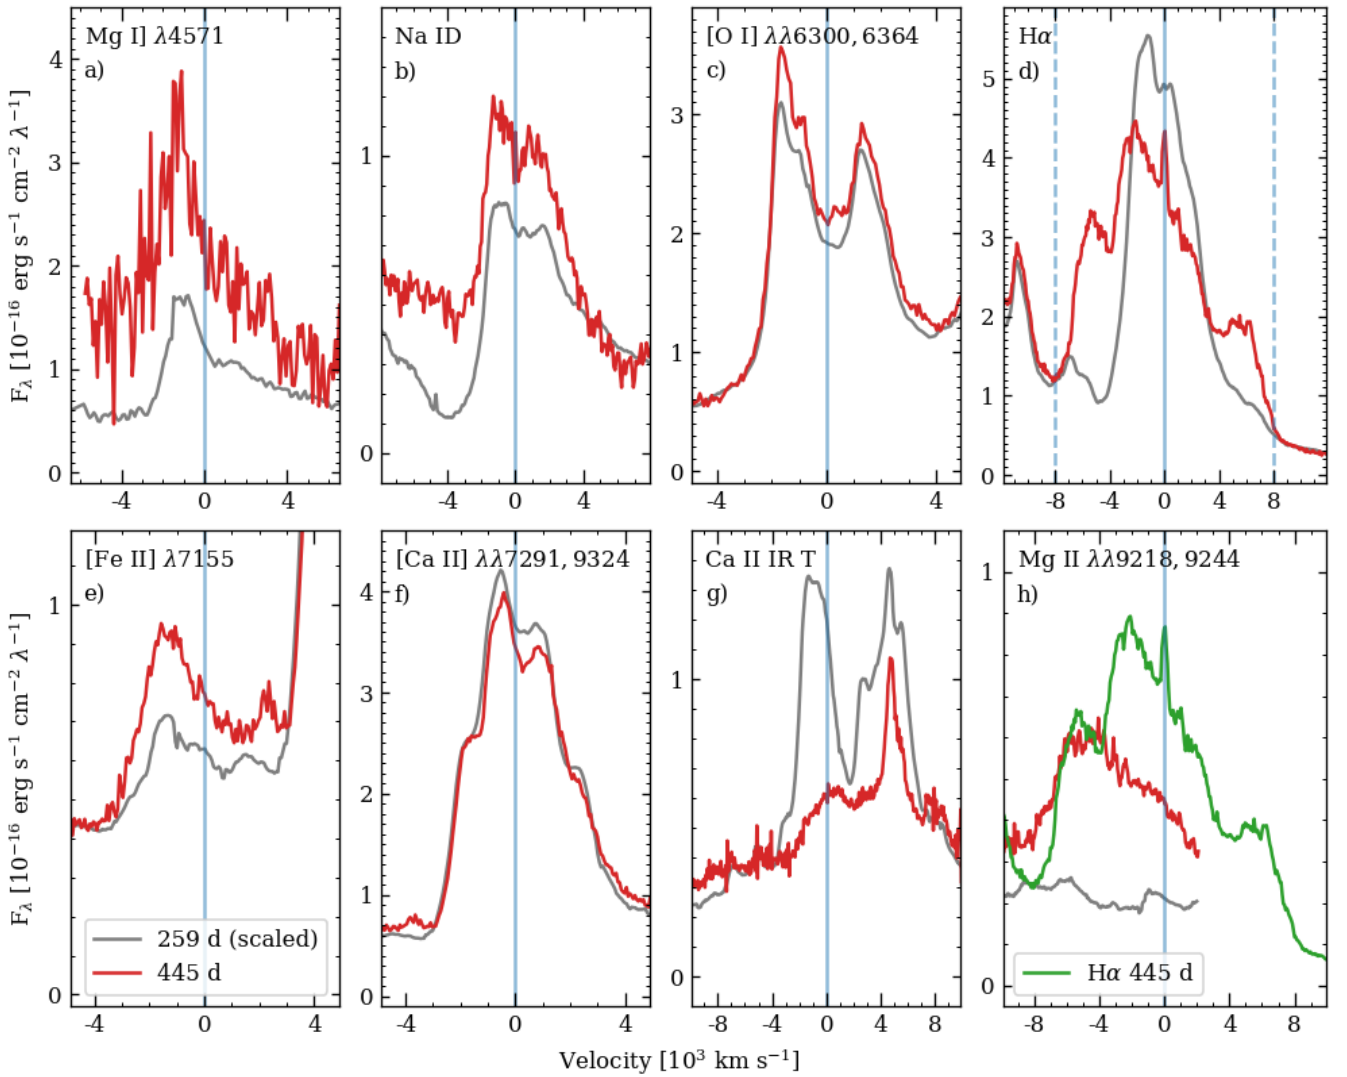 Mg I] λ4571
a)
Na ID
b)
[O I] λλ6300, 6364
c)
Hα
d)
4
3
2
1
0
1
0
3
2
1
0
5
4
3
2
1
0
F_λ [10⁻¹⁶ erg s⁻¹ cm⁻² λ⁻¹]
-4 0 4
-4 0 4
-4 0 4
-8 -4 0 4 8
[Fe II] λ7155
e)
[Ca II] λλ7291, 9324
f)
Ca II IR T
g)
Mg II λλ9218, 9244
h)
1
0
4
3
2
1
0
1
0
1
0
F_λ [10⁻¹⁶ erg s⁻¹ cm⁻² λ⁻¹]
259 d (scaled)
445 d
Hα 445 d
-4 0 4
-4 0 4
-8 -4 0 4 8
-8 -4 0 4 8
Velocity [10³ km s⁻¹]